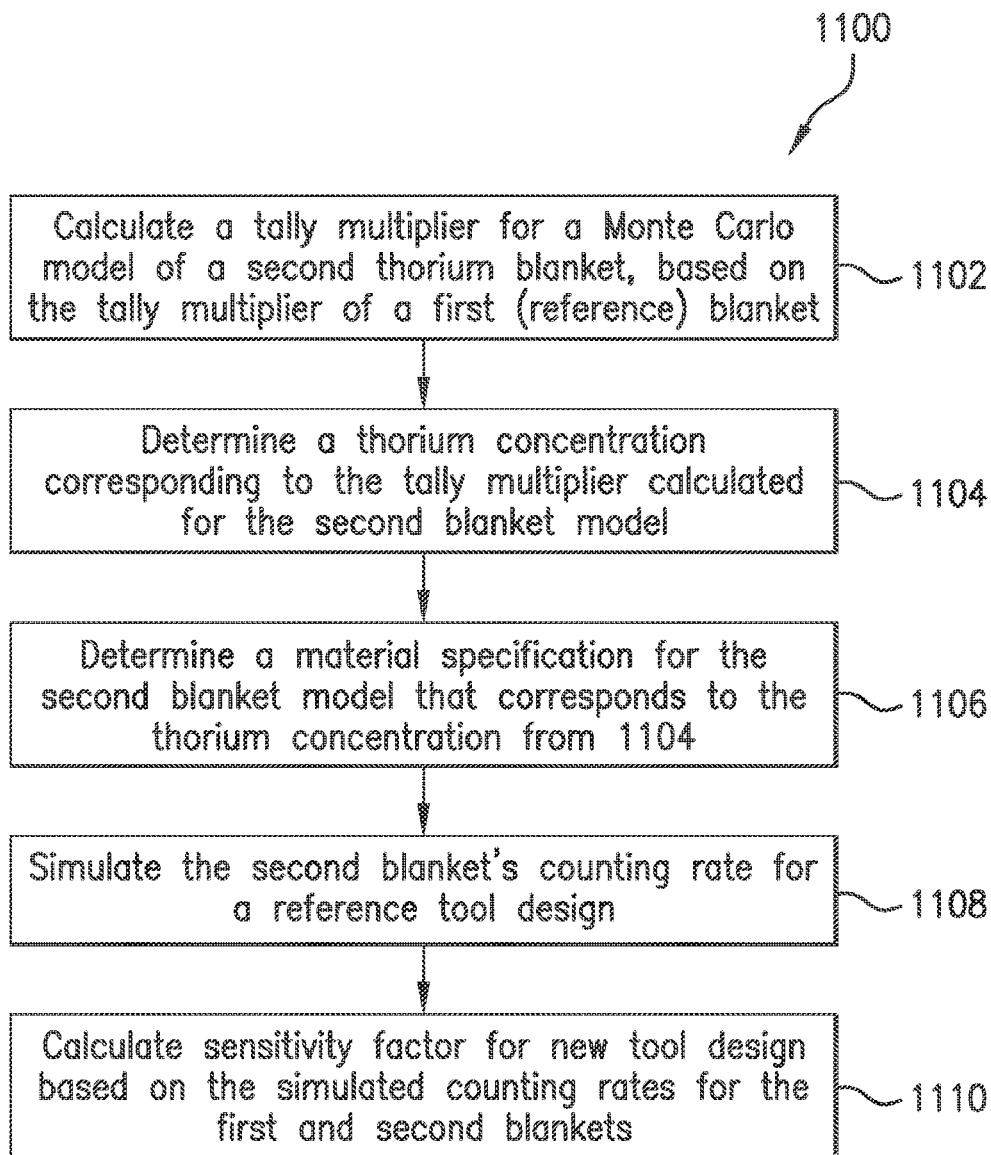 1100
Calculate a tally multiplier for a Monte Carlo
model of a second thorium blanket, based on
the tally multiplier of a first (reference) blanket
1102
Determine a thorium concentration
corresponding to the tally multiplier calculated
for the second blanket model
1104
Determine a material specification for the
second blanket model that corresponds to the
thorium concentration from 1104
1106
Simulate the second blanket's counting rate for
a reference tool design
1108
Calculate sensitivity factor for new tool design
based on the simulated counting rates for the
first and second blankets
1110